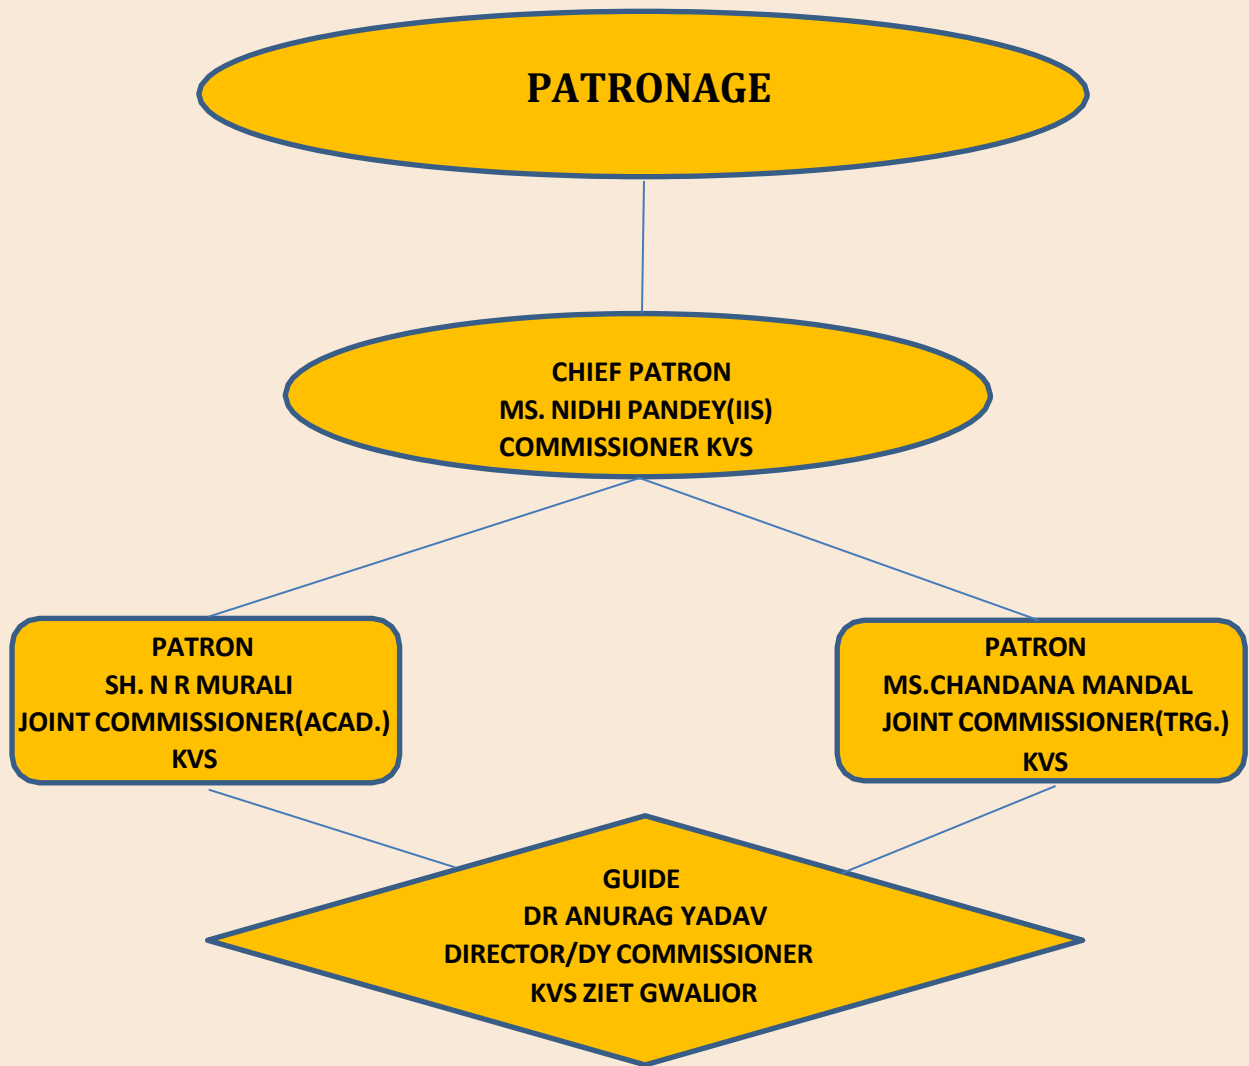 PATRONAGE
CHIEF PATRON
MS. NIDHI PANDEY(IIS)
COMMISSIONER KVS
PATRON
SH. N R MURALI
JOINT COMMISSIONER(ACAD.)
KVS
PATRON
MS.CHANDANA MANDAL
JOINT COMMISSIONER(TRG.)
KVS
GUIDE
DR ANURAG YADAV
DIRECTOR/DY COMMISSIONER
KVS ZIET GWALIOR